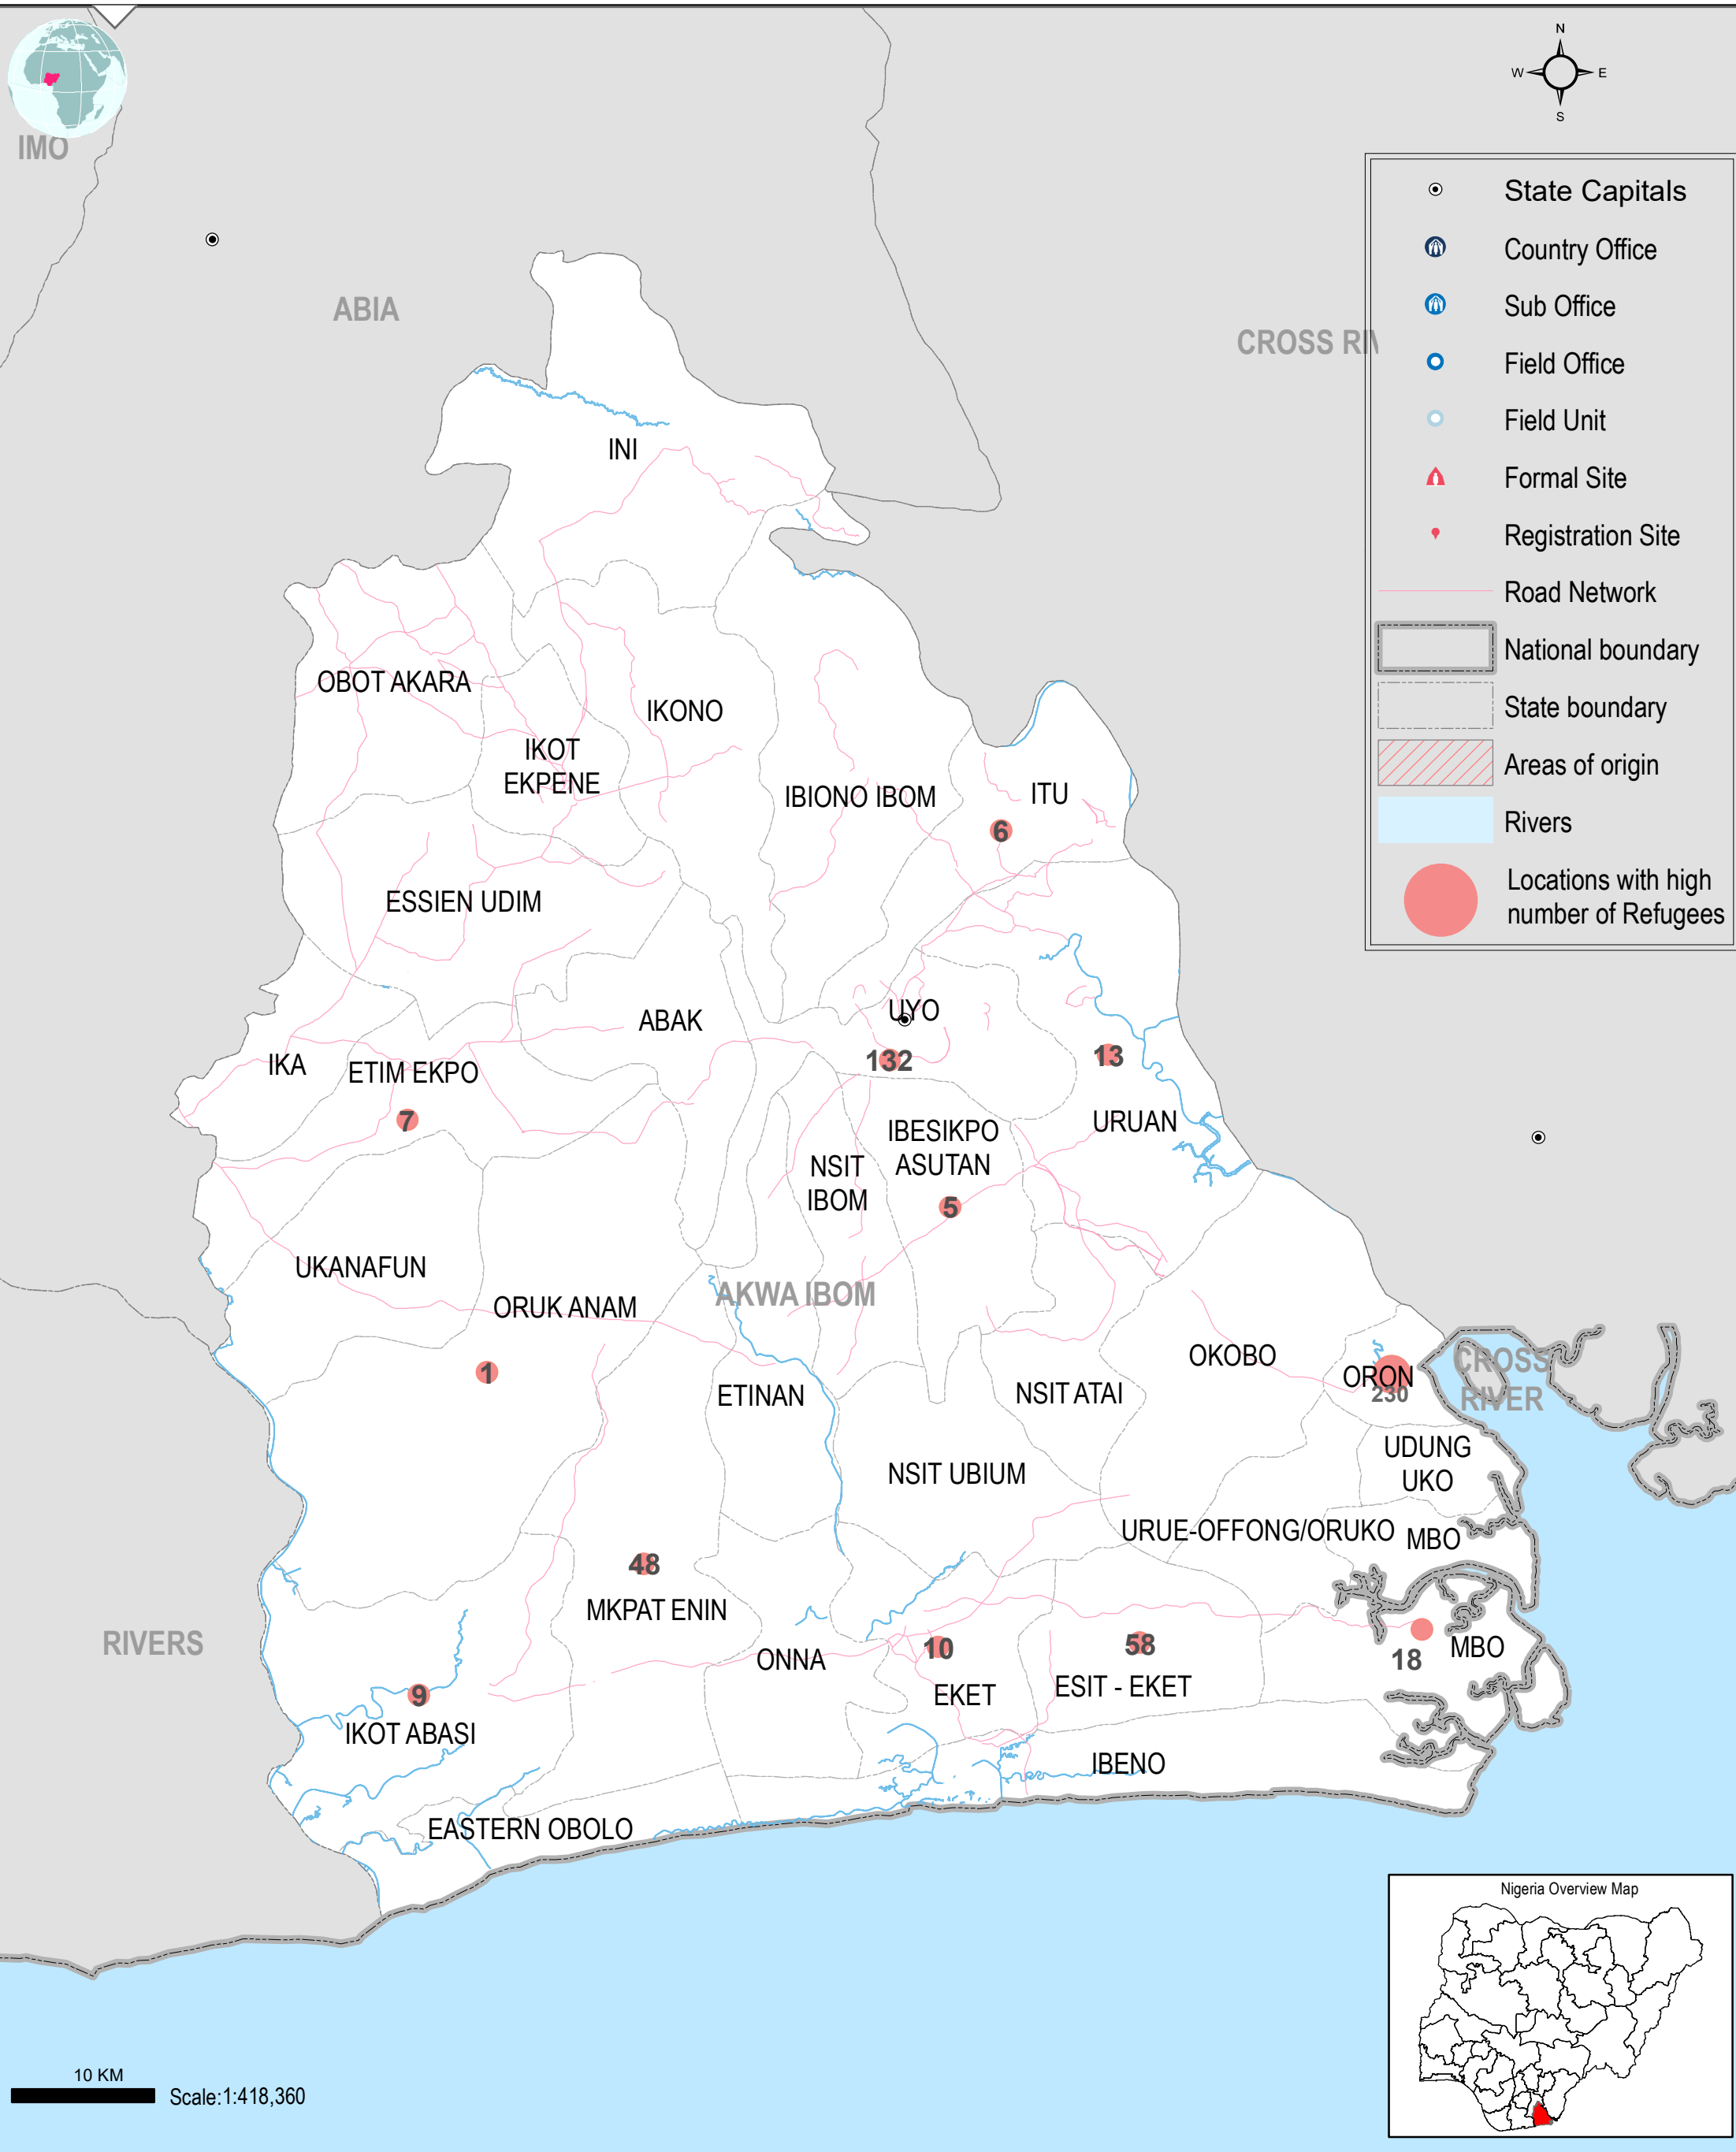 N
W
E
S
IMO
ABIA
CROSS RIV
State Capitals
Country Office
Sub Office
Field Office
Field Unit
Formal Site
Registration Site
Road Network
National boundary
State boundary
Areas of origin
Rivers
Locations with high
number of Refugees
INI
OBOT AKARA
IKONO
IKOT
EKPENE
IBIONO IBOM
ITU
6
ESSIEN UDIM
ABAK
UYO
132
13
IKA
ETIM EKPO
7
URUAN
IBESIKPO
ASUTAN
NSIT
IBOM
5
UKANAFUN
AKWA IBOM
ORUK ANAM
1
ETINAN
NSIT ATAI
OKOBO
ORON
230
CROSS
RIVER
UDUNG
UKO
NSIT UBIUM
URUE-OFFONG/ORUKO
MBO
48
MKPAT ENIN
RIVERS
ONNA
10
EKET
58
ESIT - EKET
18
MBO
9
IKOT ABASI
IBENO
EASTERN OBOLO
Nigeria Overview Map
10 KM
Scale:1:418,360